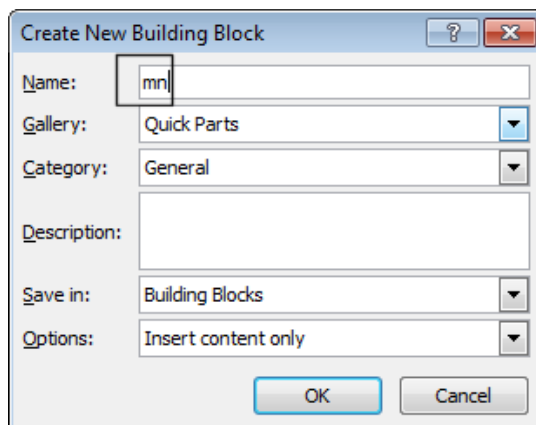 Create New Building Block
Name: mn
Gallery: Quick Parts
Category: General
Description:
Save in: Building Blocks
Options: Insert content only
OK Cancel